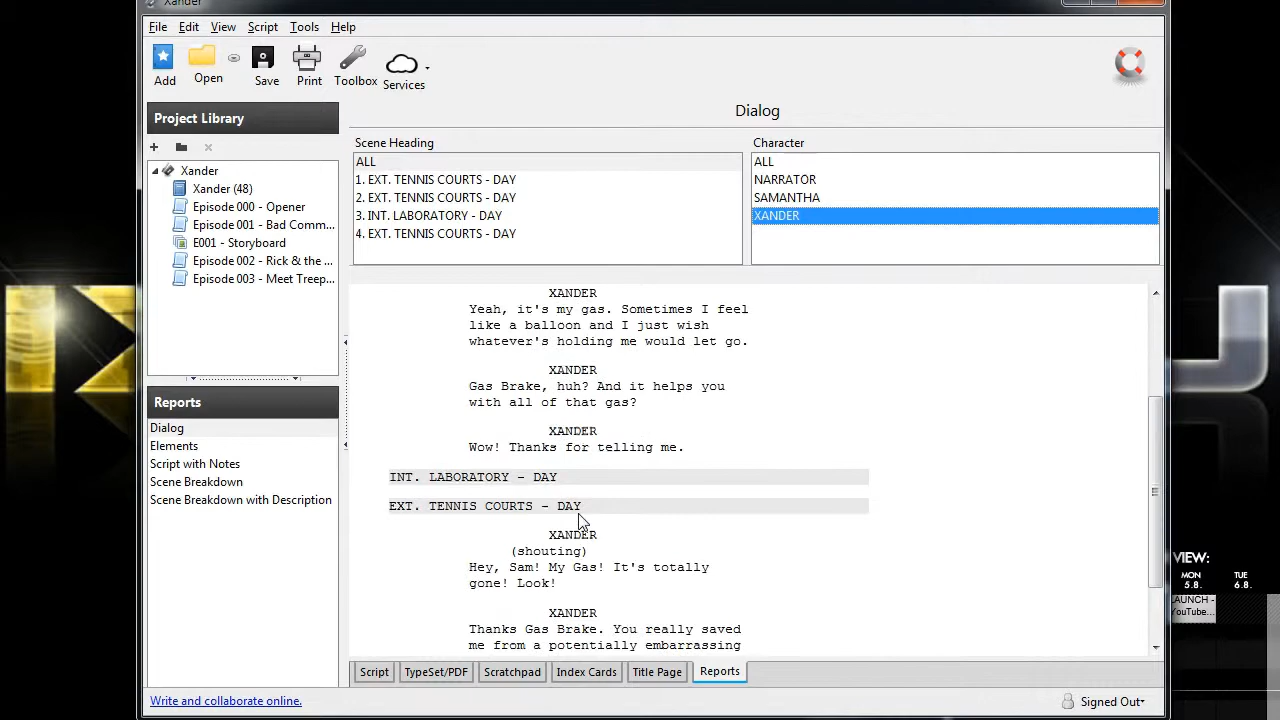 Xander
File Edit View Script Tools Help
Add Open Save Print Toolbox Services
Project Library
Xander
Xander (48)
Episode 000 - Opener
Episode 001 - Bad Comm...
E001 - Storyboard
Episode 002 - Rick & the ...
Episode 003 - Meet Treep...
Reports
Dialog
Elements
Script with Notes
Scene Breakdown
Scene Breakdown with Description
Dialog
Scene Heading
ALL
1. EXT. TENNIS COURTS - DAY
2. EXT. TENNIS COURTS - DAY
3. INT. LABORATORY - DAY
4. EXT. TENNIS COURTS - DAY
Character
ALL
NARRATOR
SAMANTHA
XANDER
XANDER
Yeah, it's my gas. Sometimes I feel
like a balloon and I just wish
whatever's holding me would let go.
XANDER
Gas Brake, huh? And it helps you
with all of that gas?
XANDER
Wow! Thanks for telling me.
INT. LABORATORY - DAY
EXT. TENNIS COURTS - DAY
XANDER
(shouting)
Hey, Sam! My Gas! It's totally
gone! Look!
XANDER
Thanks Gas Brake. You really saved
me from a potentially embarrassing
Script TypeSet/PDF Scratchpad Index Cards Title Page Reports
Write and collaborate online.
Signed Out
VIEW:
MON TUE
5.8. 6.8.
LAUNCH -
YouTube...